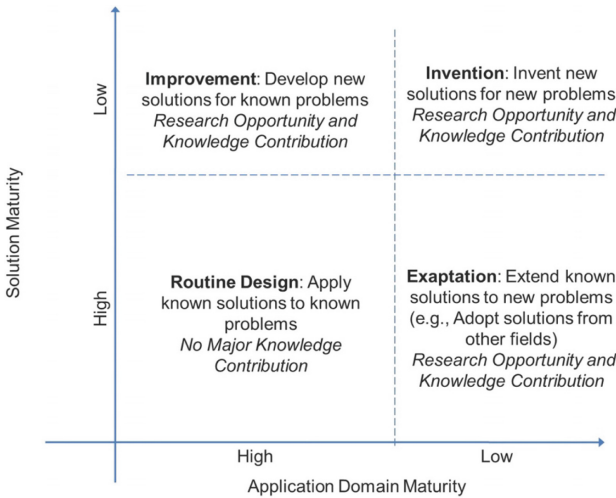 Improvement: Develop new
solutions for known problems
Research Opportunity and
Knowledge Contribution
Invention: Invent new
solutions for new problems
Research Opportunity and
Knowledge Contribution
Routine Design: Apply
known solutions to known
problems
No Major Knowledge
Contribution
Exaptation: Extend known
solutions to new problems
(e.g., Adopt solutions from
other fields)
Research Opportunity and
Knowledge Contribution
Solution Maturity
Low
High
High
Low
Application Domain Maturity